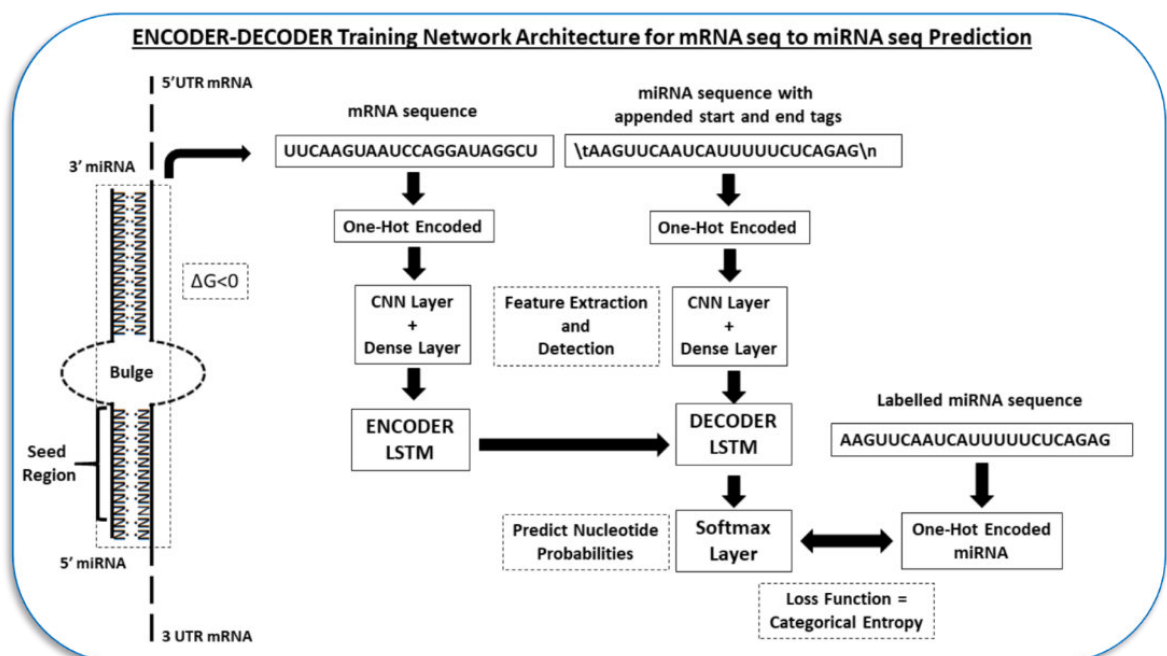 ENCODER-DECODER Training Network Architecture for mRNA seq to miRNA seq Prediction
5'UTR mRNA
3' miRNA
ΔG<0
Bulge
Seed
Region
5' miRNA
3 UTR mRNA
mRNA sequence
UUCAAGUAAUCCAGGAUAGGCU
One-Hot Encoded
CNN Layer
+
Dense Layer
ENCODER
LSTM
miRNA sequence with
appended start and end tags
\tAAGUUCAAUCAUUUUUCUCAGAG\n
One-Hot Encoded
Feature Extraction
and
Detection
CNN Layer
+
Dense Layer
DECODER
LSTM
Predict Nucleotide
Probabilities
Softmax
Layer
Labelled miRNA sequence
AAGUUCAAUCAUUUUUCUCAGAG
One-Hot Encoded
miRNA
Loss Function =
Categorical Entropy